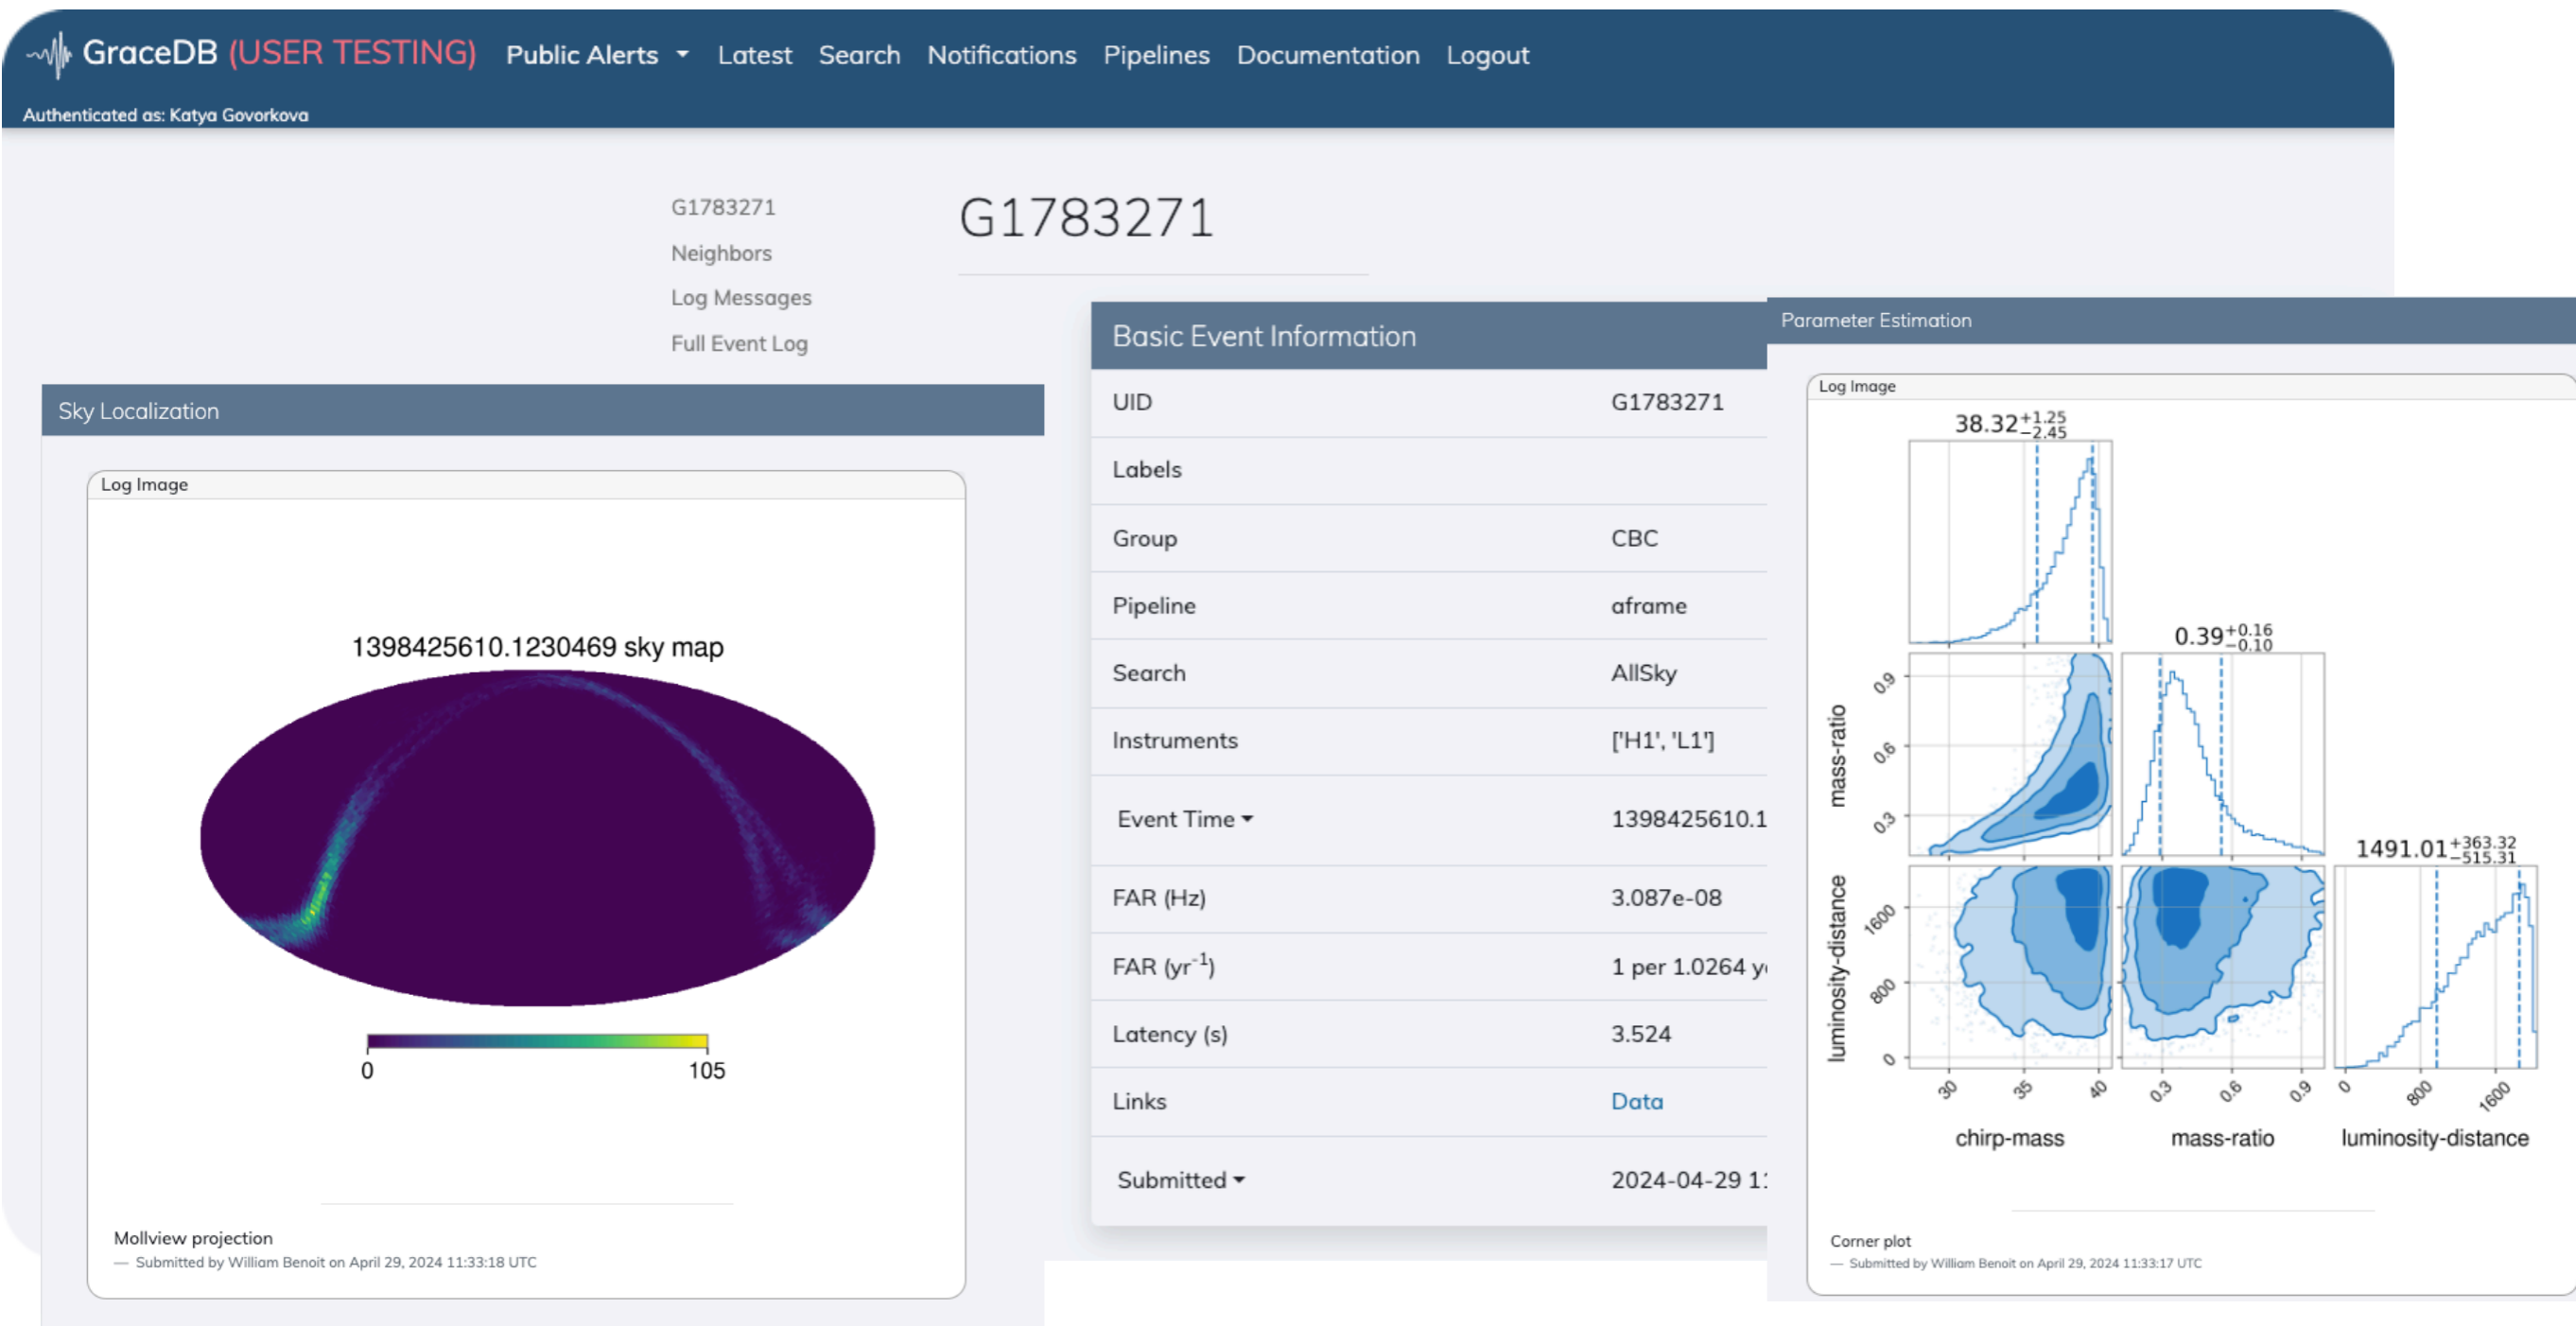 GraceDB (USER TESTING) Public Alerts Latest Search Notifications Pipelines Documentation Logout
Authenticated as: Katya Govorkova
G1783271
Neighbors
Log Messages
Full Event Log
G1783271
Sky Localization
Log Image
1398425610.1230469 sky map
0 105
Mollview projection
— Submitted by William Benoit on April 29, 2024 11:33:18 UTC
Basic Event Information
UID G1783271
Labels
Group CBC
Pipeline aframe
Search AllSky
Instruments ['H1', 'L1']
Event Time 1398425610.1
FAR (Hz) 3.087e-08
FAR (yr-1) 1 per 1.0264 y
Latency (s) 3.524
Links Data
Submitted 2024-04-29 11:
Parameter Estimation
Log Image
38.32+1.25−2.45
0.39+0.16−0.10
1491.01+363.32−515.31
mass-ratio
0.9
0.6
0.3
luminosity-distance
1600
800
0
30 35 40 0.3 0.6 0.9 0 800 1600
chirp-mass mass-ratio luminosity-distance
Corner plot
— Submitted by William Benoit on April 29, 2024 11:33:17 UTC